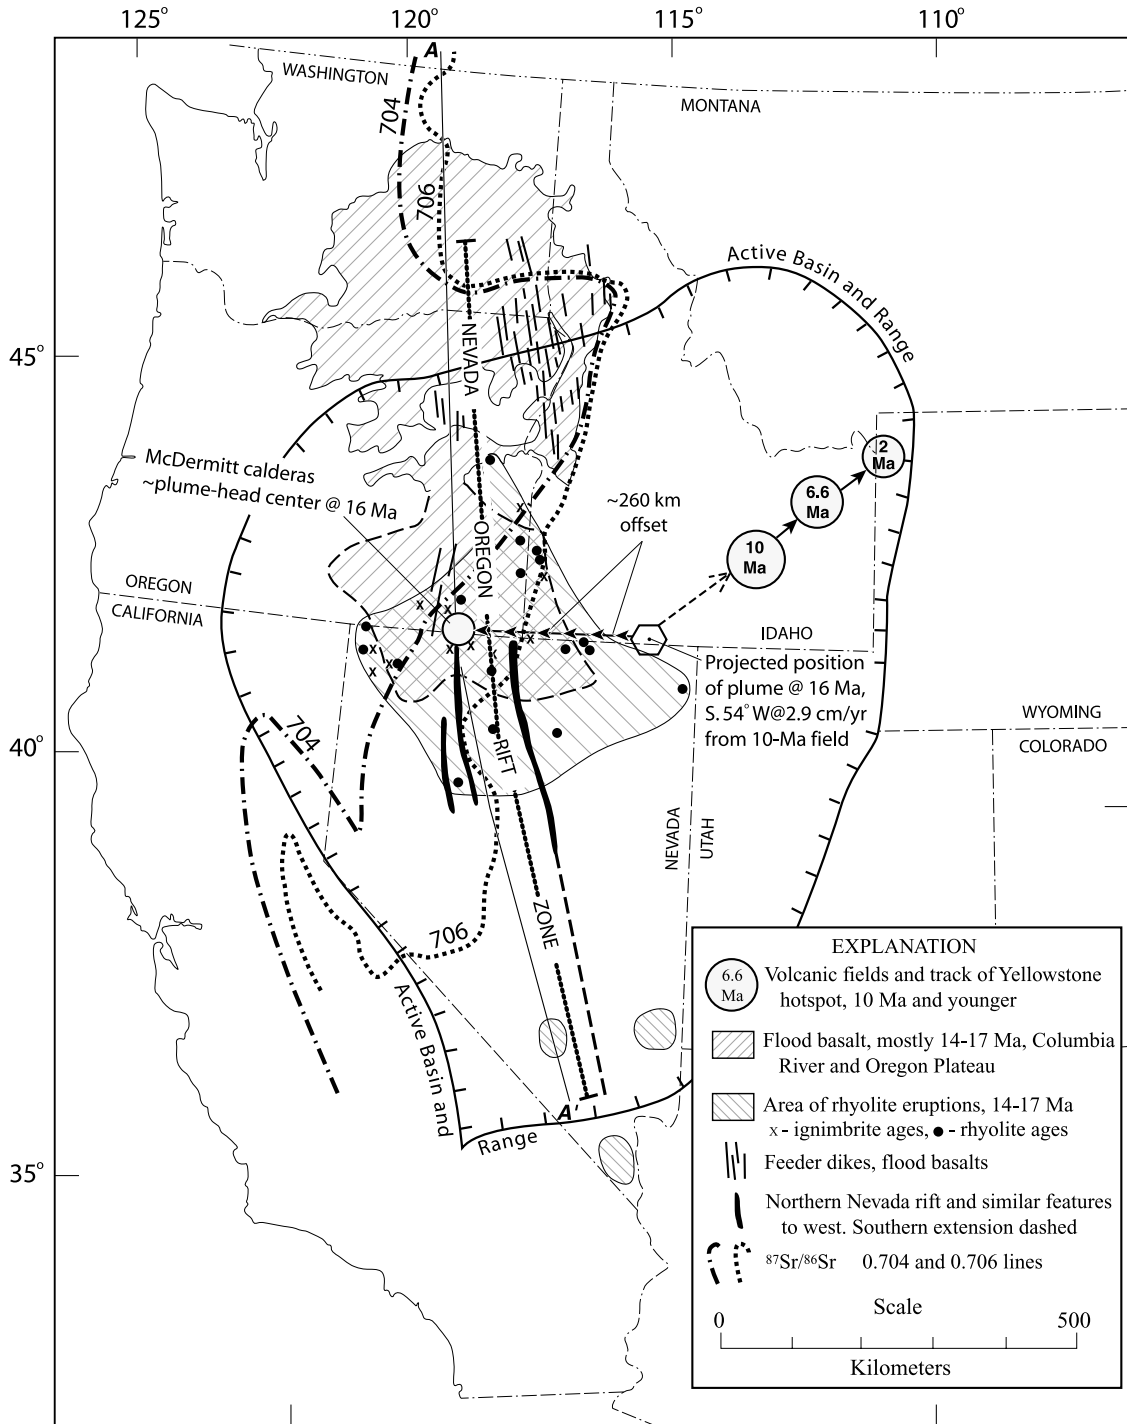 125°
120°
115°
110°
A
WASHINGTON
MONTANA
704
706
Active Basin and Range
45°
NEVADA
McDermitt calderas
~plume-head center @ 16 Ma
~260 km
offset
2
Ma
6.6
Ma
10
Ma
OREGON
OREGON
CALIFORNIA
IDAHO
Projected position
of plume @ 16 Ma,
S. 54° W@2.9 cm/yr
from 10-Ma field
WYOMING
COLORADO
704
40°
RIFT
NEVADA
UTAH
ZONE
706
Active Basin and
Range
A
35°
EXPLANATION
6.6
Ma
Volcanic fields and track of Yellowstone
hotspot, 10 Ma and younger
Flood basalt, mostly 14-17 Ma, Columbia
River and Oregon Plateau
Area of rhyolite eruptions, 14-17 Ma
x - ignimbrite ages, ● - rhyolite ages
Feeder dikes, flood basalts
Northern Nevada rift and similar features
to west. Southern extension dashed
⁸⁷Sr/⁸⁶Sr 0.704 and 0.706 lines
Scale
0 500
Kilometers